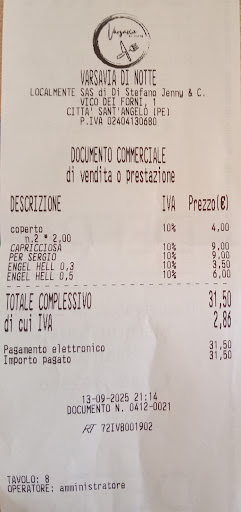 Varsavia
VARSAVIA DI NOTTE
LOCALMENTE SAS di Di Stefano Jenny & C.
VICO DEI FORNI, 1
CITTA' SANT'ANGELO (PE)
P.IVA 02404130680
DOCUMENTO COMMERCIALE
di vendita o prestazione
DESCRIZIONE IVA Prezzo(€)
coperto 10% 4,00
n.2 * 2,00
CAPRICCIOSA 10% 9,00
PER SERGIO 10% 9,00
ENGEL HELL 0,3 10% 3,50
ENGEL HELL 0,5 10% 6,00
TOTALE COMPLESSIVO 31,50
di cui IVA 2,86
Pagamento elettronico 31,50
Importo pagato 31,50
13-09-2025 21:14
DOCUMENTO N. 0412-0021
RT 72IV8001902
TAVOLO: 8
OPERATORE: amministratore